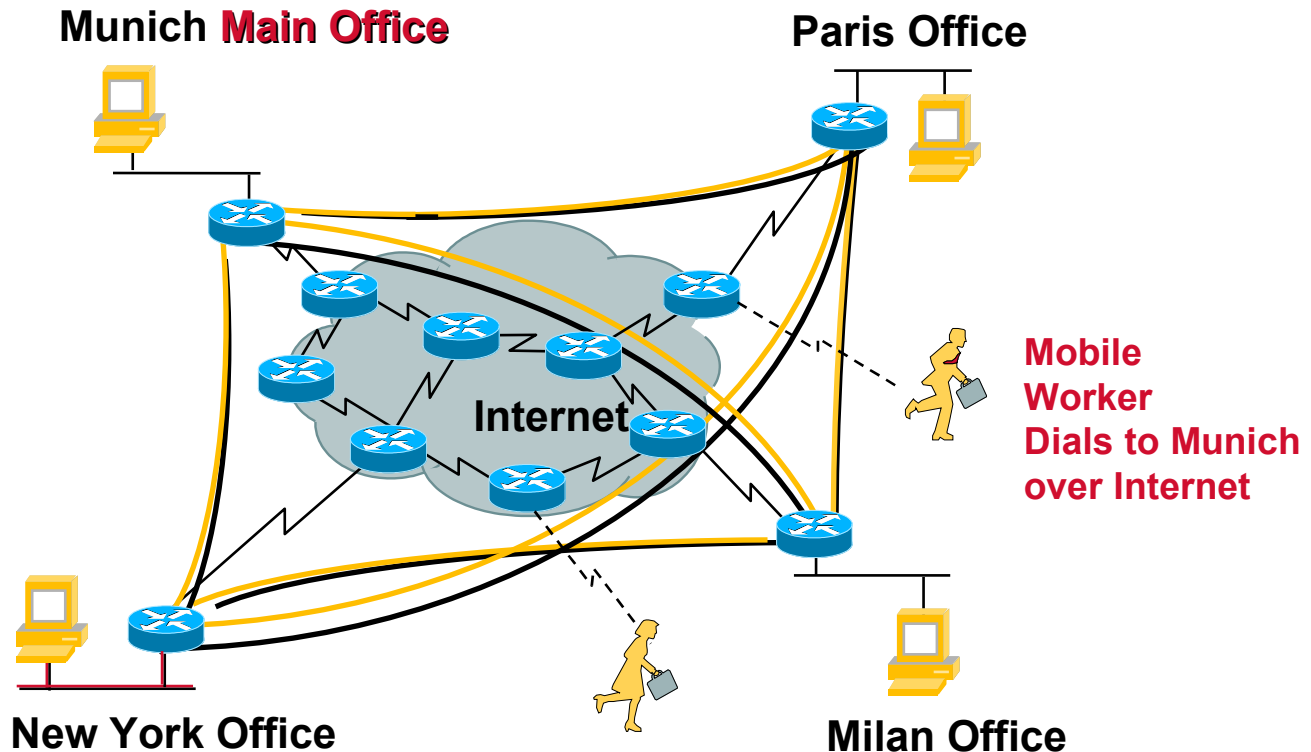 Munich Main Office
Paris Office
Internet
Mobile
Worker
Dials to Munich
over Internet
New York Office
Milan Office